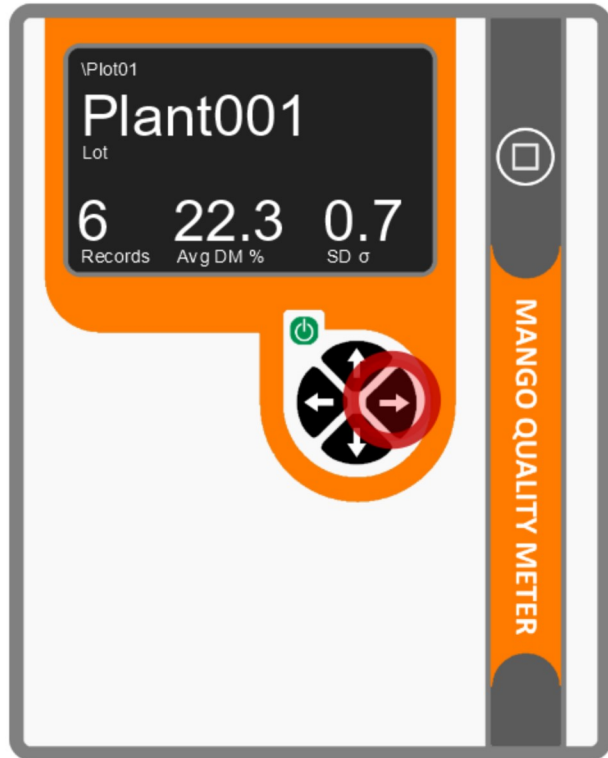 \Plot01
Plant001
Lot
6 22.3 0.7
Records Avg DM % SD σ
MANGO QUALITY METER